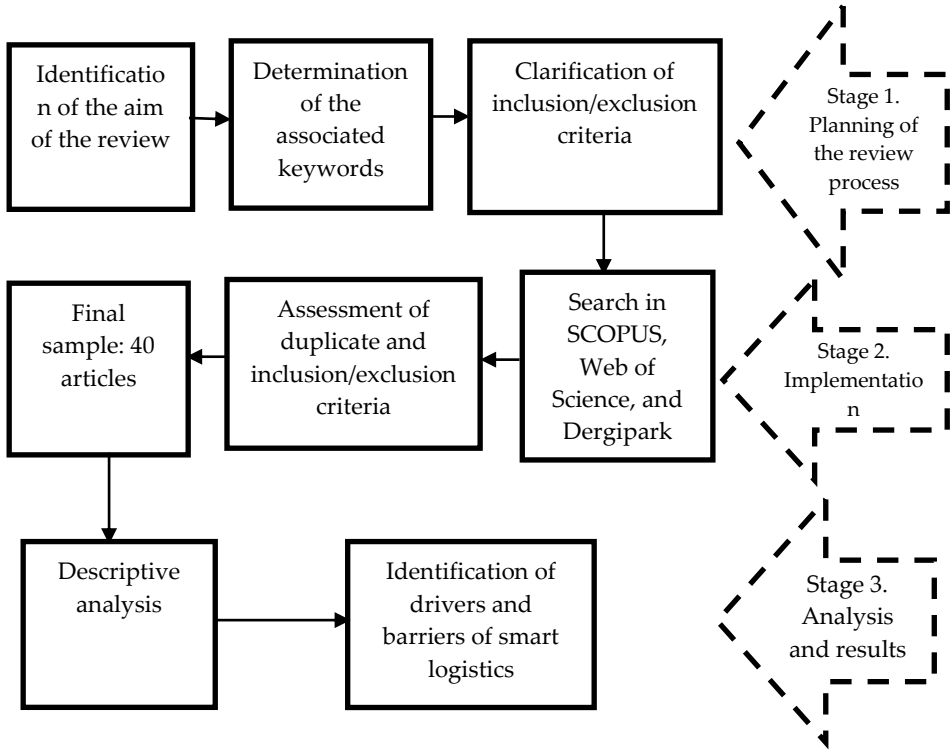 Identificatio
n of the aim
of the review
Determination
of the
associated
keywords
Clarification of
inclusion/exclusion
criteria
Stage 1.
Planning of
the review
process
Final
sample: 40
articles
Assessment of
duplicate and
inclusion/exclusion
criteria
Search in
SCOPUS,
Web of
Science, and
Dergipark
Stage 2.
Implementatio
n
Descriptive
analysis
Identification of
drivers and
barriers of smart
logistics
Stage 3.
Analysis
and results